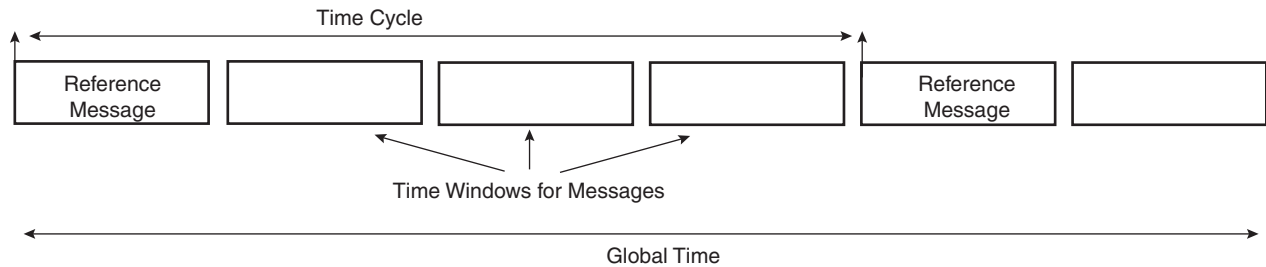 Time Cycle
Reference
Message
Reference
Message
Time Windows for Messages
Global Time